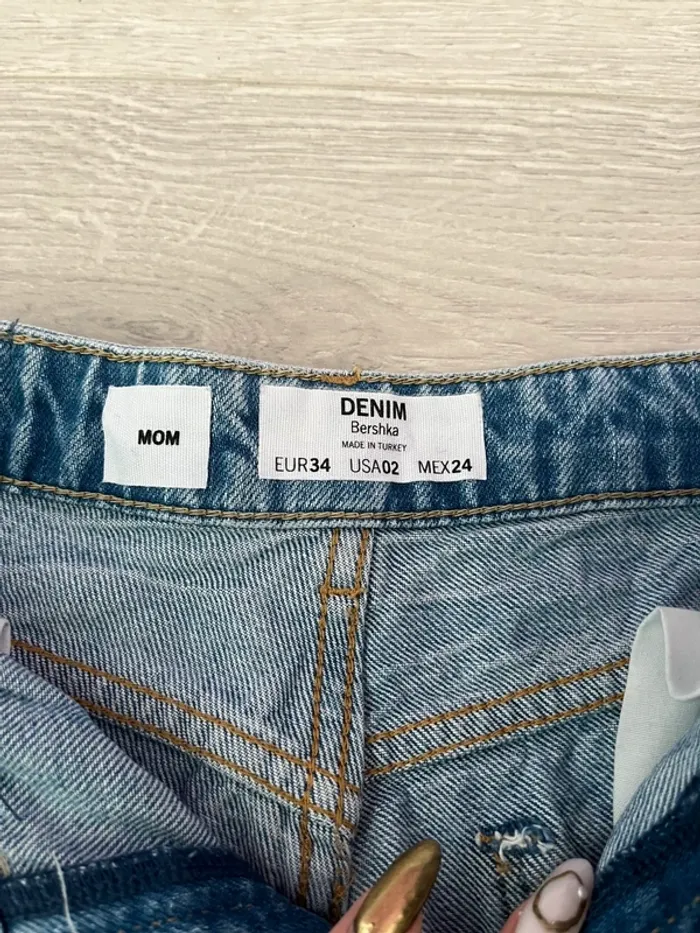 MOM
DENIM
Bershka
MADE IN TURKEY
EUR34 USA02 MEX24